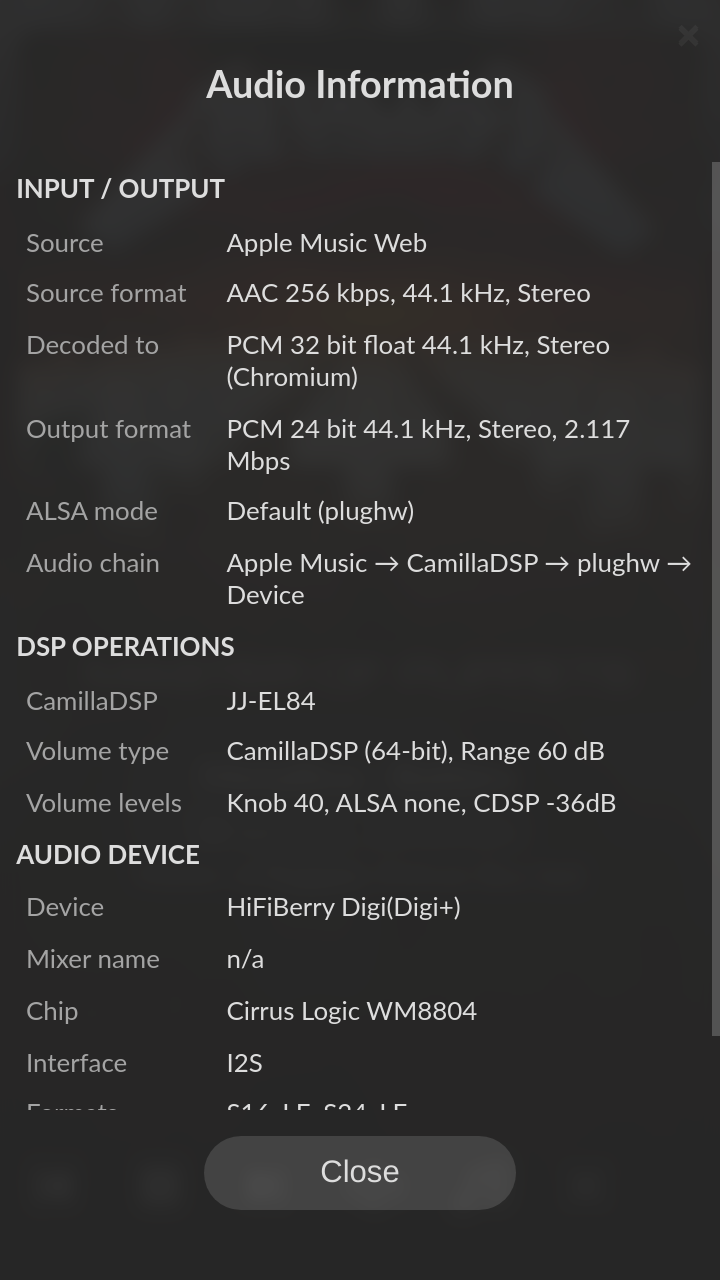 Audio Information
INPUT / OUTPUT
Source Apple Music Web
Source format AAC 256 kbps, 44.1 kHz, Stereo
Decoded to PCM 32 bit float 44.1 kHz, Stereo
(Chromium)
Output format PCM 24 bit 44.1 kHz, Stereo, 2.117
Mbps
ALSA mode Default (plughw)
Audio chain Apple Music → CamillaDSP → plughw →
Device
DSP OPERATIONS
CamillaDSP JJ-EL84
Volume type CamillaDSP (64-bit), Range 60 dB
Volume levels Knob 40, ALSA none, CDSP -36dB
AUDIO DEVICE
Device HiFiBerry Digi(Digi+)
Mixer name n/a
Chip Cirrus Logic WM8804
Interface I2S
Formats S16_LE, S24_LE
Close